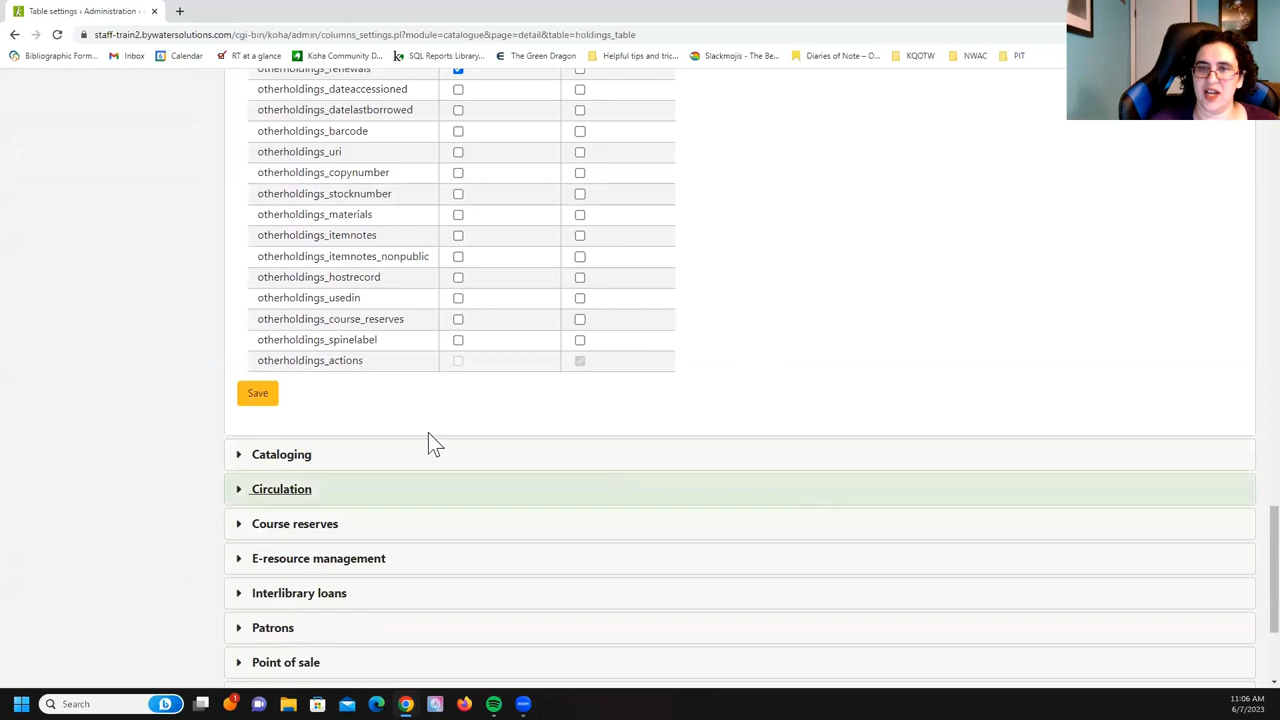 Table settings › Administration ›
staff-train2.bywatersolutions.com/cgi-bin/koha/admin/columns_settings.pl?module=catalogue&page=detail&table=holdings_table
Bibliographic Form... Inbox Calendar RT at a glance Koha Community D... SQL Reports Library... The Green Dragon Helpful tips and tric... Slackmojis - The Be... Diaries of Note – O... KQOTW NWAC PIT
otherholdings_renewals
otherholdings_dateaccessioned
otherholdings_datelastborrowed
otherholdings_barcode
otherholdings_uri
otherholdings_copynumber
otherholdings_stocknumber
otherholdings_materials
otherholdings_itemnotes
otherholdings_itemnotes_nonpublic
otherholdings_hostrecord
otherholdings_usedin
otherholdings_course_reserves
otherholdings_spinelabel
otherholdings_actions
Save
Cataloging
Circulation
Course reserves
E-resource management
Interlibrary loans
Patrons
Point of sale
Search
11:06 AM
6/7/2023